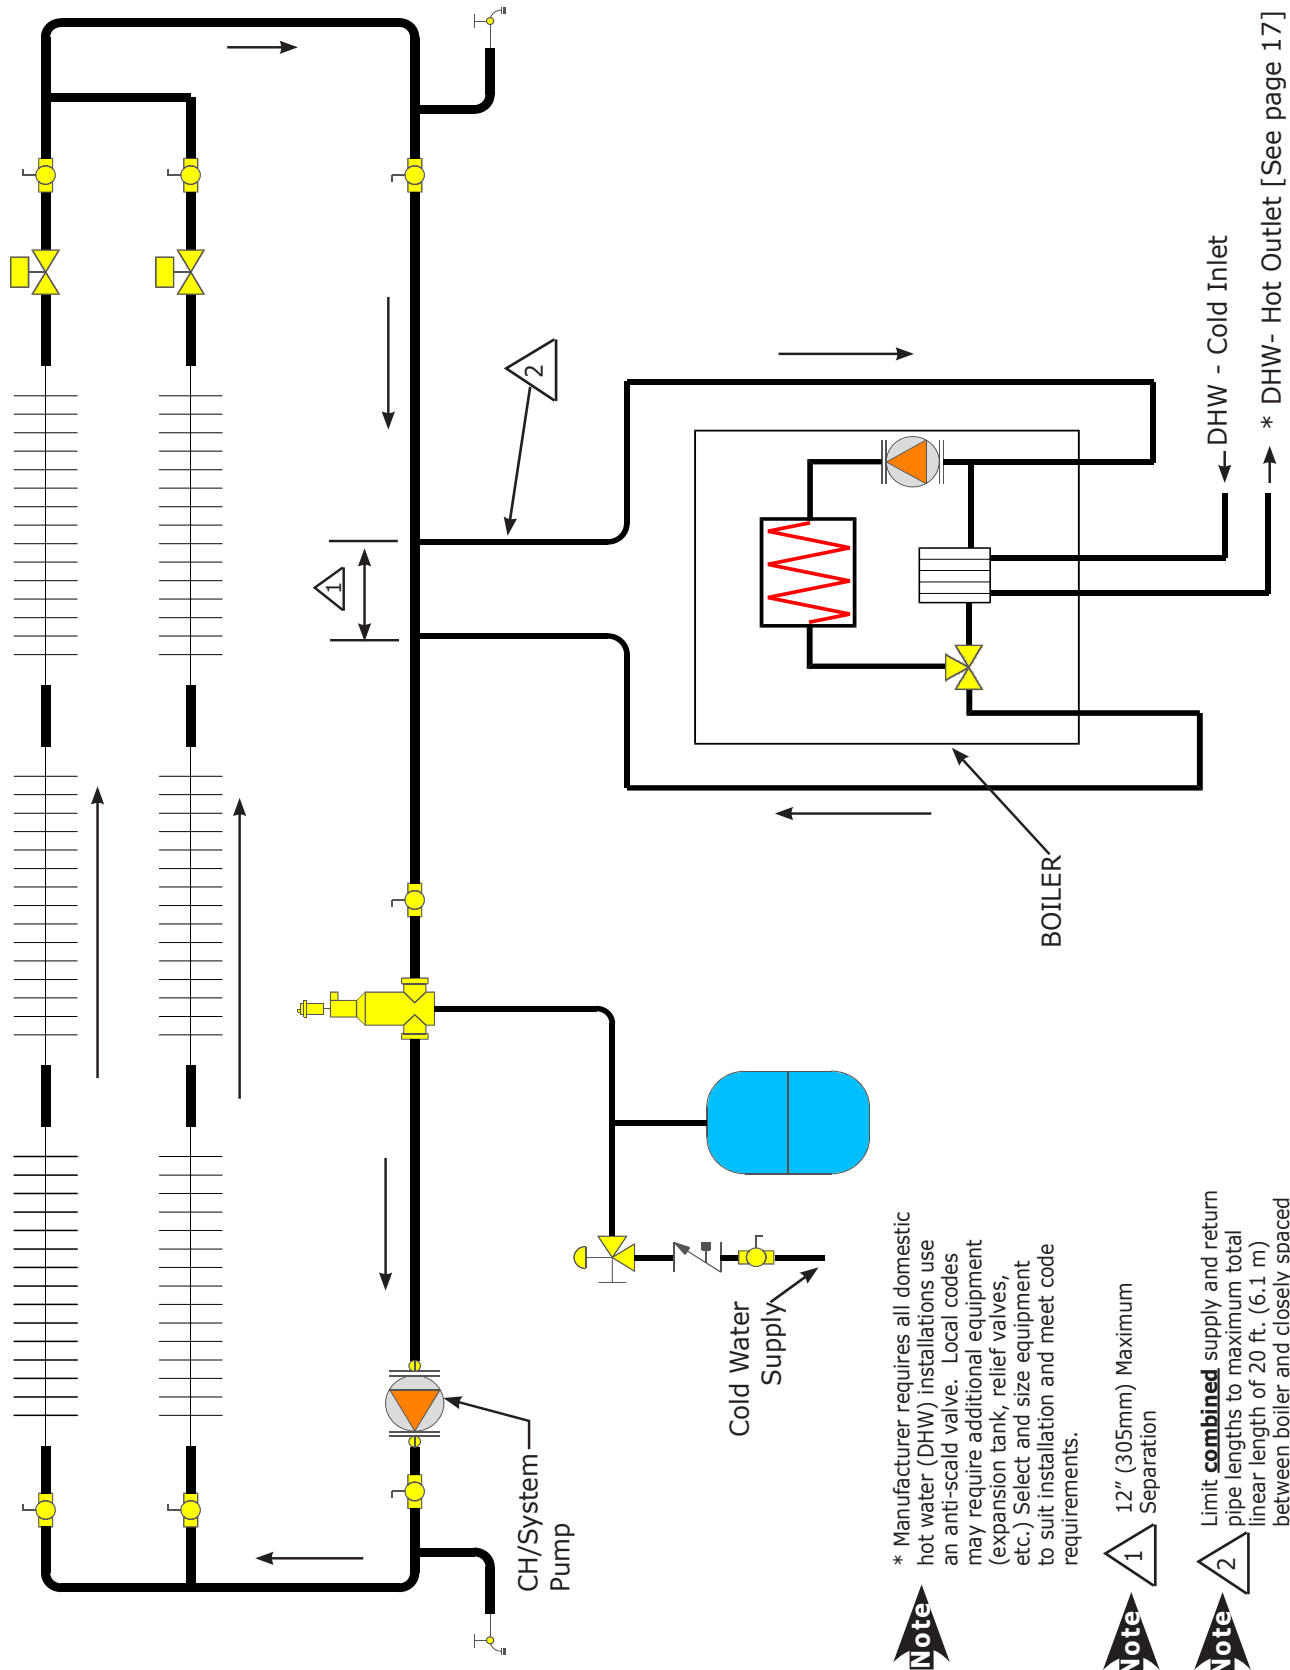 2
1
DHW - Cold Inlet
* DHW- Hot Outlet [See page 17]
BOILER
Cold Water
Supply
CH/System
Pump
Note
* Manufacturer requires all domestic
hot water (DHW) installations use
an anti-scald valve. Local codes
may require additional equipment
(expansion tank, relief valves,
etc.) Select and size equipment
to suit installation and meet code
requirements.
Note
1
12" (305mm) Maximum
Separation
Note
2
Limit combined supply and return
pipe lengths to maximum total
linear length of 20 ft. (6.1 m)
between boiler and closely spaced